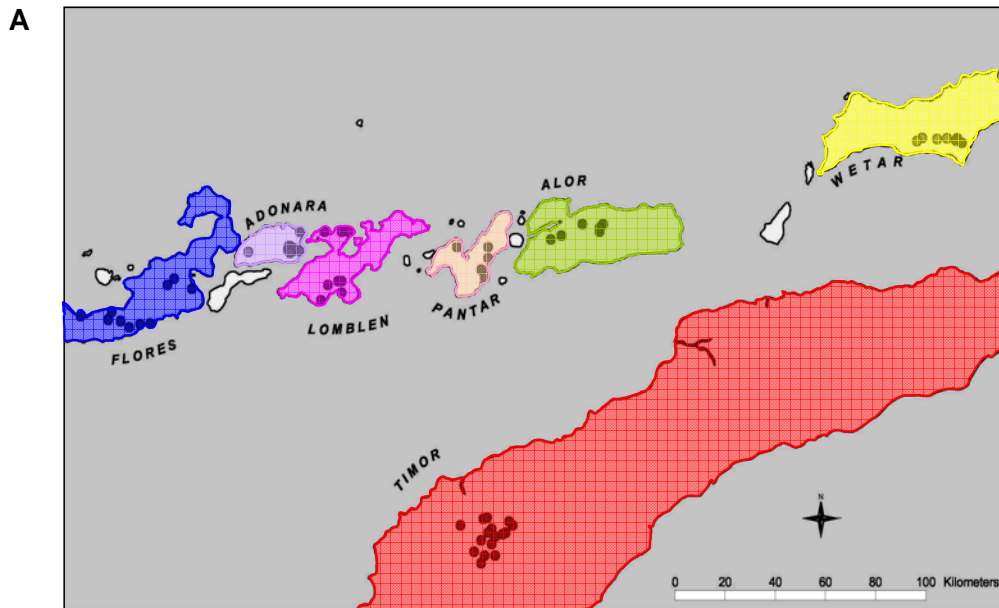 A
ADONARA
ALOR
WETAR
FLORES
LOMBLEN
PANTAR
TIMOR
N
0 20 40 60 80 100 Kilometers